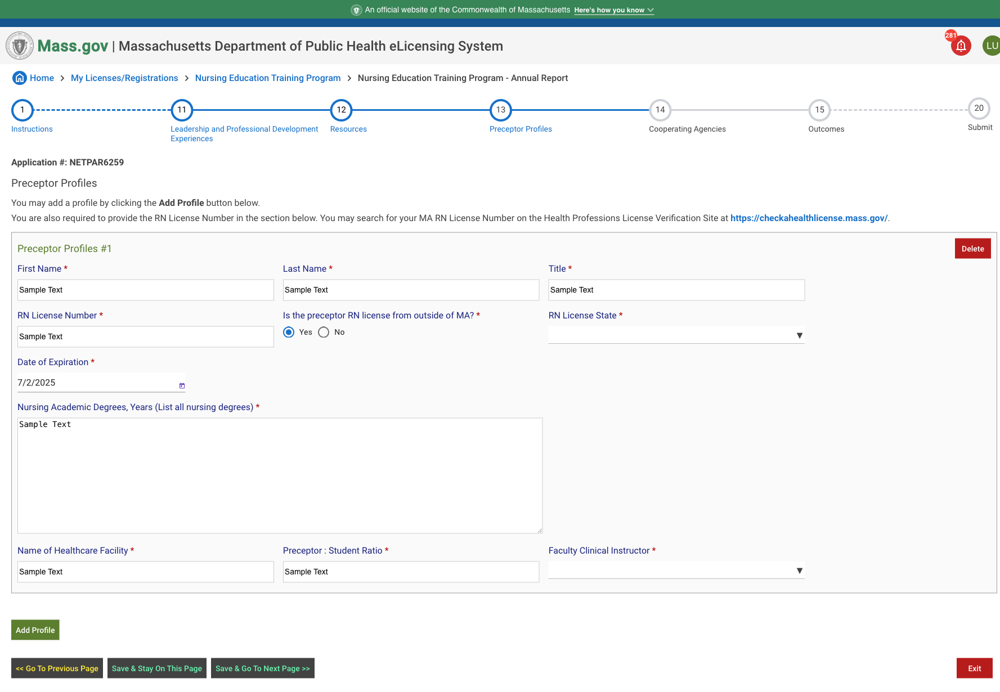 An official website of the Commonwealth of Massachusetts Here's how you know
Mass.gov | Massachusetts Department of Public Health eLicensing System
281
LU
Home > My Licenses/Registrations > Nursing Education Training Program > Nursing Education Training Program - Annual Report
1 11 12 13 14 15 20
Instructions
Leadership and Professional Development
Experiences
Resources
Preceptor Profiles
Cooperating Agencies
Outcomes
Submit
Application #: NETPAR6259
Preceptor Profiles
You may add a profile by clicking the Add Profile button below.
You are also required to provide the RN License Number in the section below. You may search for your MA RN License Number on the Health Professions License Verification Site at https://checkahealthlicense.mass.gov/.
Preceptor Profiles #1
Delete
First Name * Last Name * Title *
Sample Text Sample Text Sample Text
RN License Number * Is the preceptor RN license from outside of MA? * RN License State *
Sample Text Yes No
Date of Expiration *
7/2/2025
Nursing Academic Degrees, Years (List all nursing degrees) *
Sample Text
Name of Healthcare Facility * Preceptor : Student Ratio * Faculty Clinical Instructor *
Sample Text Sample Text
Add Profile
<< Go To Previous Page Save & Stay On This Page Save & Go To Next Page >> Exit